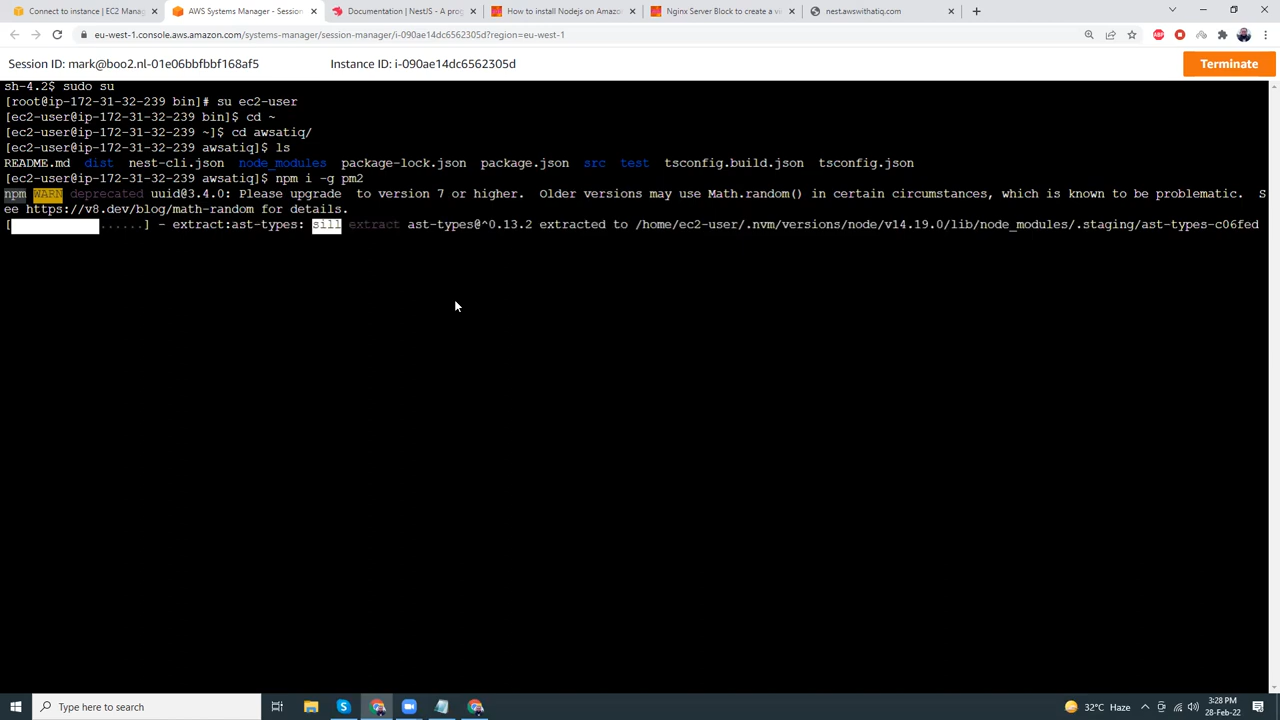 Connect to instance | EC2 Manag
AWS Systems Manager - Session
Documentation | NestJS - A prog
How to install Nodejs on Amazon
Nginx Server Block to create a vi
nest.awswithatiq.com
eu-west-1.console.aws.amazon.com/systems-manager/session-manager/i-090ae14dc6562305d?region=eu-west-1
Session ID: mark@boo2.nl-01e06bbfbbf168af5
Instance ID: i-090ae14dc6562305d
Terminate
sh-4.2$ sudo su
[root@ip-172-31-32-239 bin]# su ec2-user
[ec2-user@ip-172-31-32-239 bin]$ cd ~
[ec2-user@ip-172-31-32-239 ~]$ cd awsatiq/
[ec2-user@ip-172-31-32-239 awsatiq]$ ls
README.md dist nest-cli.json node_modules package-lock.json package.json src test tsconfig.build.json tsconfig.json
[ec2-user@ip-172-31-32-239 awsatiq]$ npm i -g pm2
npm WARN deprecated uuid@3.4.0: Please upgrade to version 7 or higher. Older versions may use Math.random() in certain circumstances, which is known to be problematic. S
ee https://v8.dev/blog/math-random for details.
[ ......] - extract:ast-types: sill extract ast-types@^0.13.2 extracted to /home/ec2-user/.nvm/versions/node/v14.19.0/lib/node_modules/.staging/ast-types-c06fed
Type here to search
32°C Haze
3:28 PM
28-Feb-22